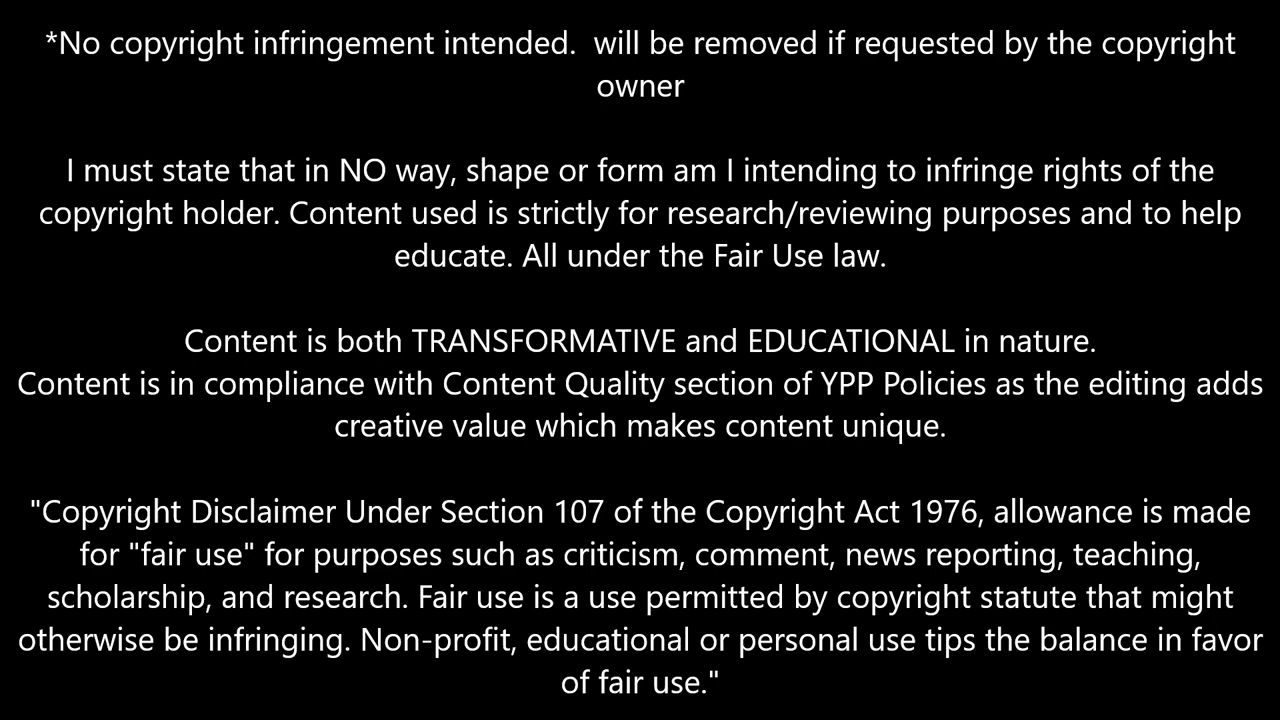 *No copyright infringement intended.  will be removed if requested by the copyright
owner
I must state that in NO way, shape or form am I intending to infringe rights of the
copyright holder. Content used is strictly for research/reviewing purposes and to help
educate. All under the Fair Use law.
Content is both TRANSFORMATIVE and EDUCATIONAL in nature.
Content is in compliance with Content Quality section of YPP Policies as the editing adds
creative value which makes content unique.
"Copyright Disclaimer Under Section 107 of the Copyright Act 1976, allowance is made
for "fair use" for purposes such as criticism, comment, news reporting, teaching,
scholarship, and research. Fair use is a use permitted by copyright statute that might
otherwise be infringing. Non-profit, educational or personal use tips the balance in favor
of fair use."